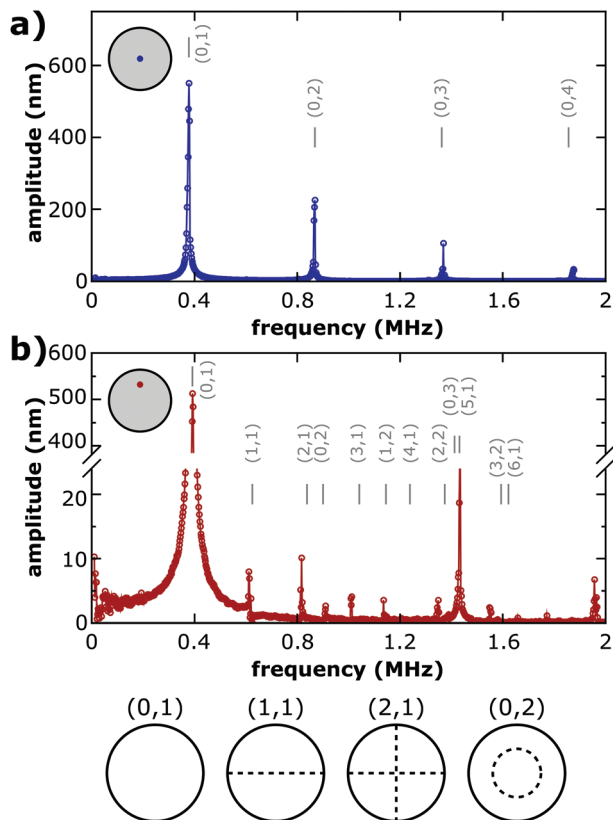 a)
amplitude (nm)
600
400
200
0
(0,1)
(0,2)
(0,3)
(0,4)
0 0.4 0.8 1.2 1.6 2
frequency (MHz)
b)
amplitude (nm)
600
500
400
20
10
0
(0,1)
(1,1)
(2,1)
(0,2)
(3,1)
(1,2)
(4,1)
(2,2)
(0,3)
(5,1)
(3,2)
(6,1)
0 0.4 0.8 1.2 1.6 2
frequency (MHz)
(0,1) (1,1) (2,1) (0,2)